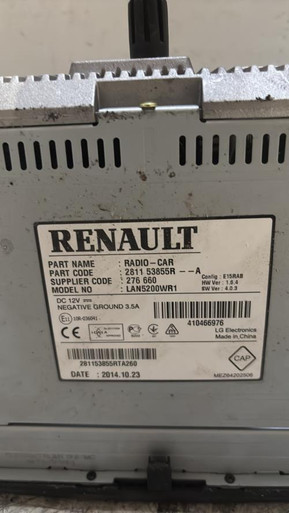 RENAULT
PART NAME : RADIO-CAR
PART CODE : 2811 53855R --A
SUPPLIER CODE : 276 660
MODEL NO : LAN5200WR1
Config : E15RAB
HW Ver : 1.0.4
SW Ver : 4.0.3
DC 12V
NEGATIVE GROUND 3.5A
410466976
LG Electronics
Made in China
CE
281153855RTA260
DATE : 2014.10.23
CAP
MEZ64202506